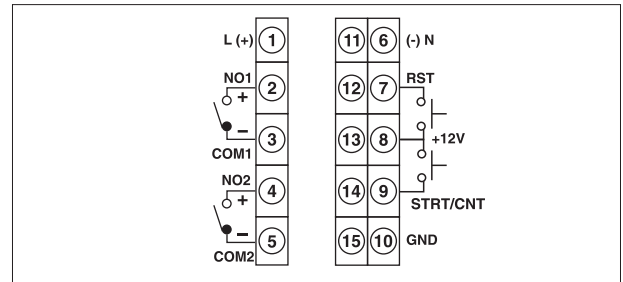 L (+) 1 11 6 (-) N
NO1 2 12 7 RST
+
− 3 13 8 +12V
COM1
NO2 4 14 9
+ STRT/CNT
− 5 15 10 GND
COM2